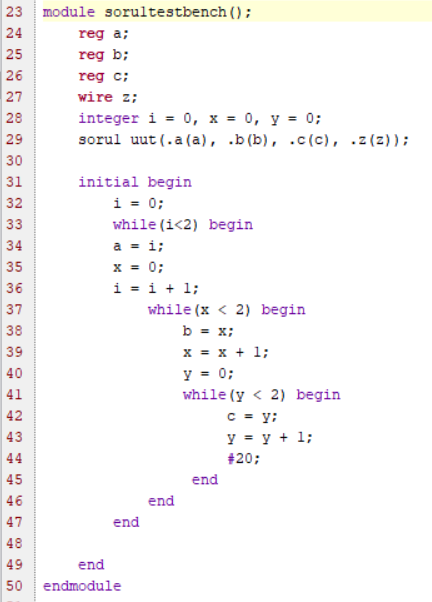 23 module sorultestbench();
24 reg a;
25 reg b;
26 reg c;
27 wire z;
28 integer i = 0, x = 0, y = 0;
29 sorul uut(.a(a), .b(b), .c(c), .z(z));
30
31 initial begin
32 i = 0;
33 while(i<2) begin
34 a = i;
35 x = 0;
36 i = i + 1;
37 while(x < 2) begin
38 b = x;
39 x = x + 1;
40 y = 0;
41 while(y < 2) begin
42 c = y;
43 y = y + 1;
44 #20;
45 end
46 end
47 end
48
49 end
50 endmodule